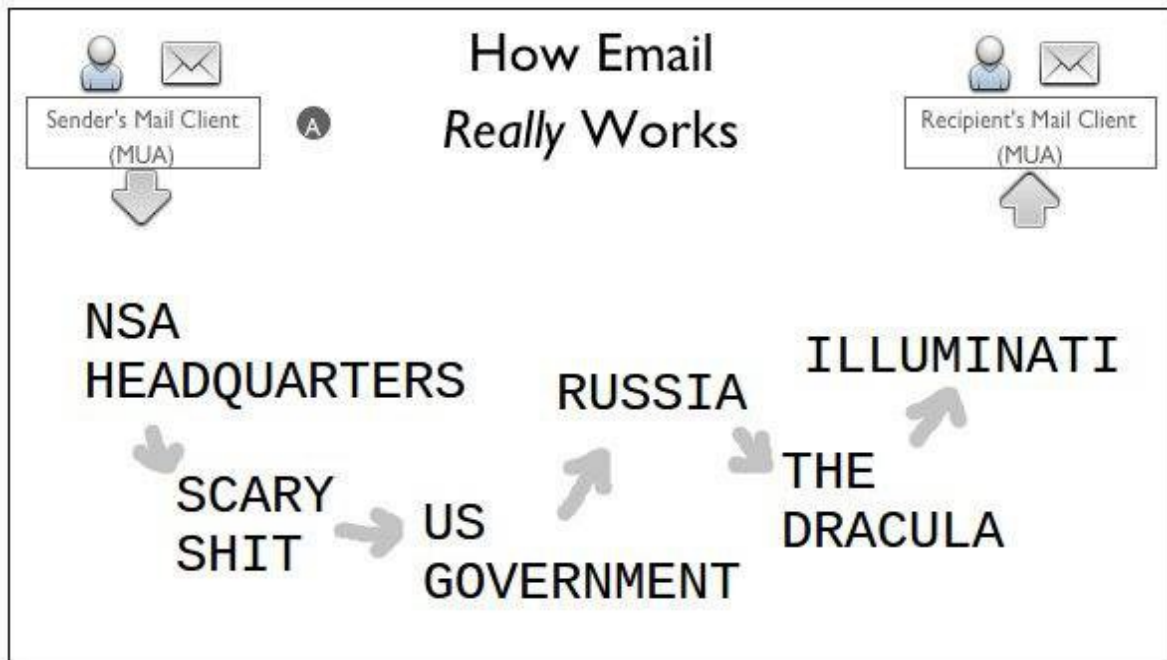 How Email
Really Works
Sender's Mail Client
(MUA)
A
Recipient's Mail Client
(MUA)
NSA
HEADQUARTERS
SCARY
SHIT
US
GOVERNMENT
RUSSIA
THE
DRACULA
ILLUMINATI